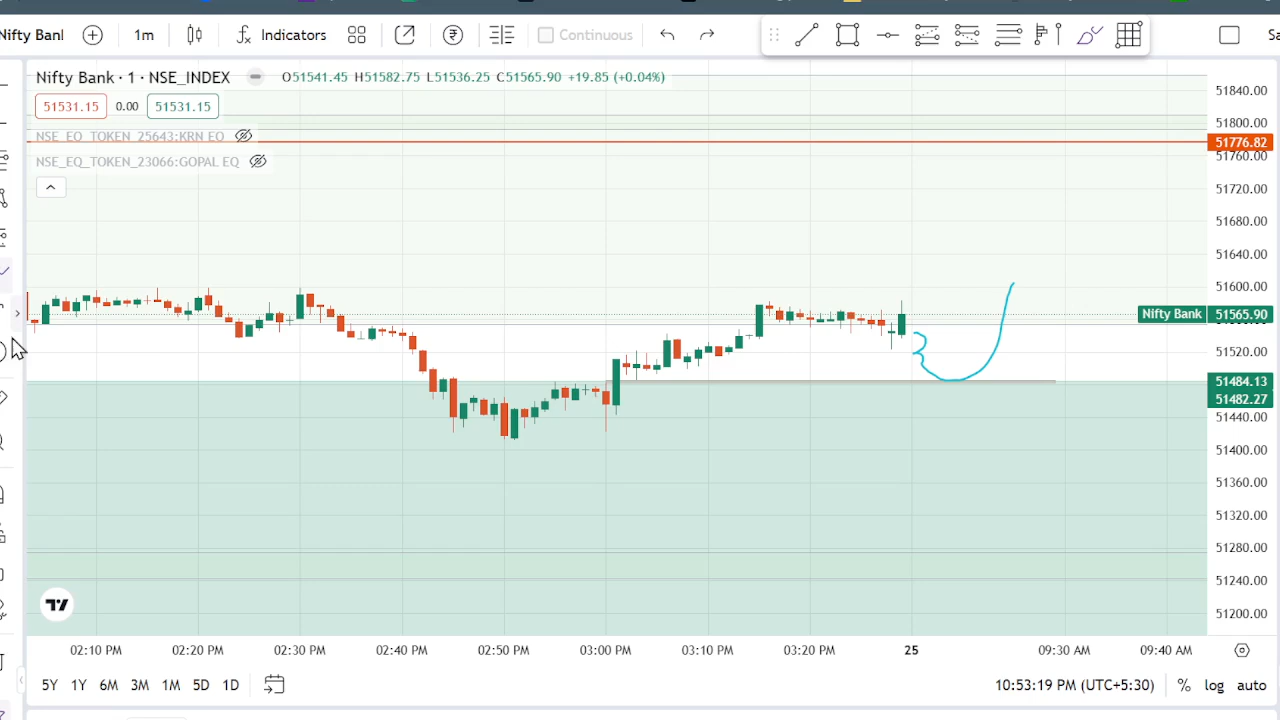 Nifty Banl 1m Indicators Continuous Sa
Nifty Bank · 1 · NSE_INDEX O51541.45 H51582.75 L51536.25 C51565.90 +19.85 (+0.04%)
51531.15 0.00 51531.15
NSE_EQ_TOKEN_25643:KRN EQ
NSE_EQ_TOKEN_23066:GOPAL EQ
51840.00
51800.00
51776.82
51760.00
51720.00
51680.00
51640.00
51600.00
Nifty Bank 51565.90
51520.00
51484.13
51482.27
51440.00
51400.00
51360.00
51320.00
51280.00
51240.00
51200.00
02:10 PM 02:20 PM 02:30 PM 02:40 PM 02:50 PM 03:00 PM 03:10 PM 03:20 PM 25 09:30 AM 09:40 AM
5Y 1Y 6M 3M 1M 5D 1D 10:53:19 PM (UTC+5:30) % log auto